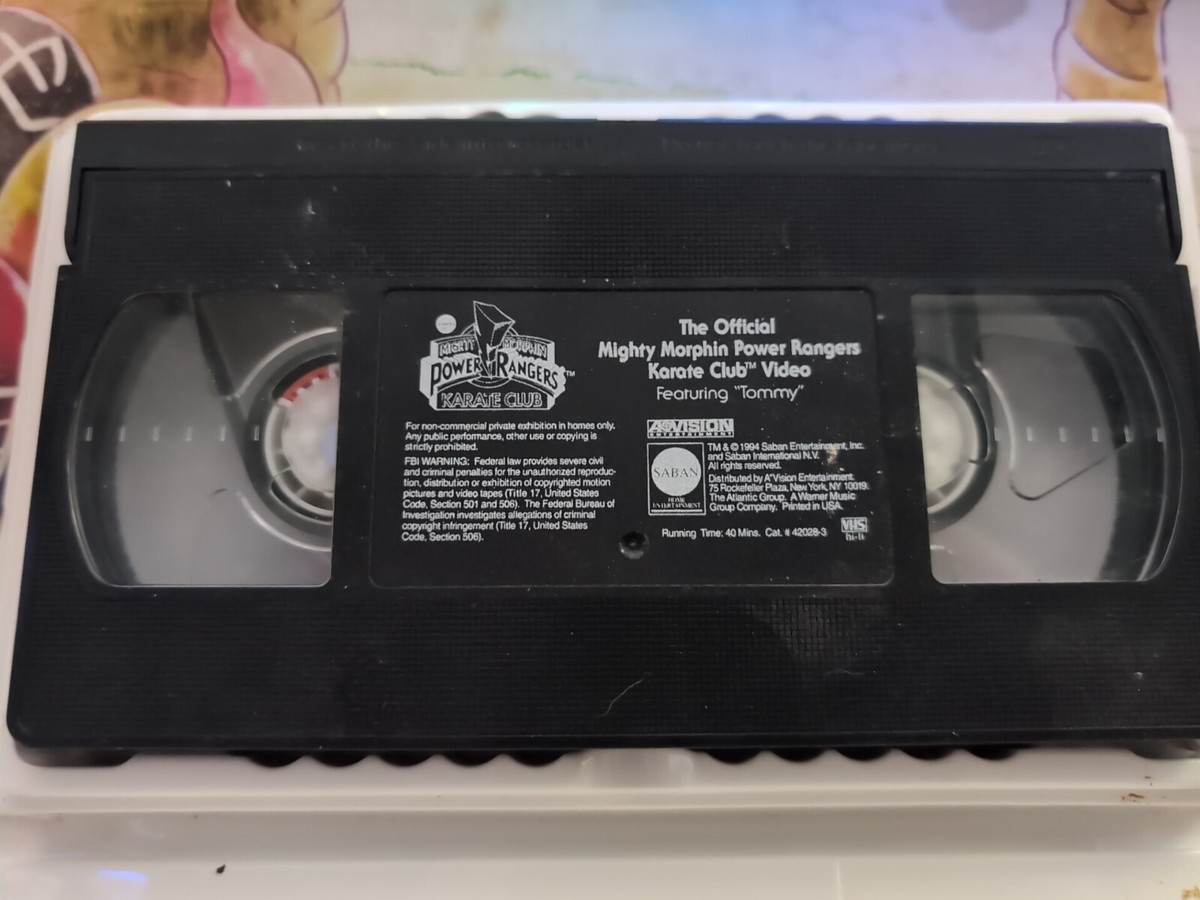 MIGHTY MORPHIN
POWER RANGERS™
KARATE CLUB
For non-commercial private exhibition in homes only.
Any public performance, other use or copying is
strictly prohibited.
FBI WARNING: Federal law provides severe civil
and criminal penalties for the unauthorized reproduc-
tion, distribution or exhibition of copyrighted motion
pictures and video tapes (Title 17, United States
Code, Section 501 and 506). The Federal Bureau of
Investigation investigates allegations of criminal
copyright infringement (Title 17, United States
Code, Section 506).
The Official
Mighty Morphin Power Rangers
Karate Club™ Video
Featuring "Tommy"
A*VISION
ENTERTAINMENT
SABAN
HOME
ENTERTAINMENT
TM & © 1994 Saban Entertainment, Inc.
and Saban International N.V.
All rights reserved.
Distributed by A*Vision Entertainment
75 Rockefeller Plaza, New York, NY 10019.
The Atlantic Group. A Warner Music
Group Company. Printed in USA.
Running Time: 40 Mins. Cat. # 42028-3
VHS
hi-fi